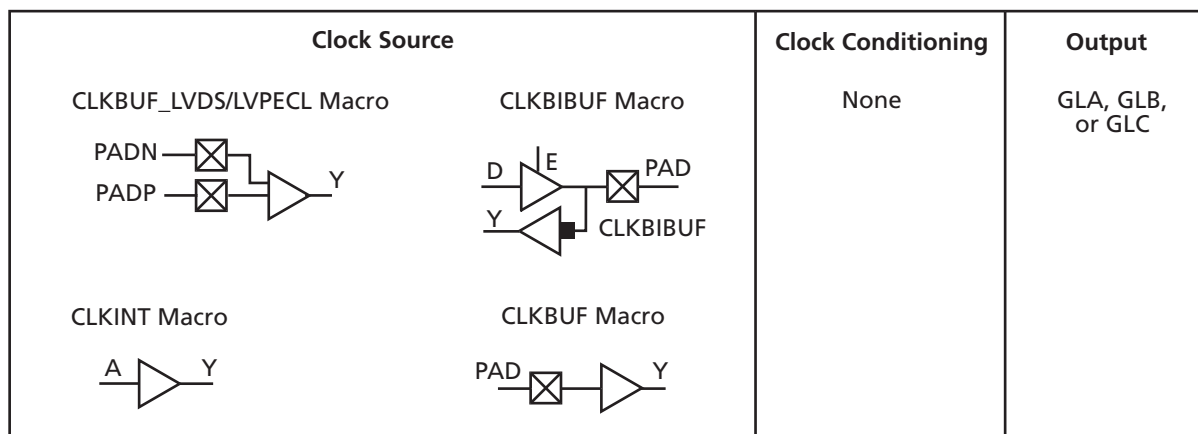 Clock Source
Clock Conditioning
Output
CLKBUF_LVDS/LVPECL Macro
PADN
PADP
Y
CLKBIBUF Macro
D
E
PAD
Y
CLKBIBUF
None
GLA, GLB,
or GLC
CLKINT Macro
A
Y
CLKBUF Macro
PAD
Y